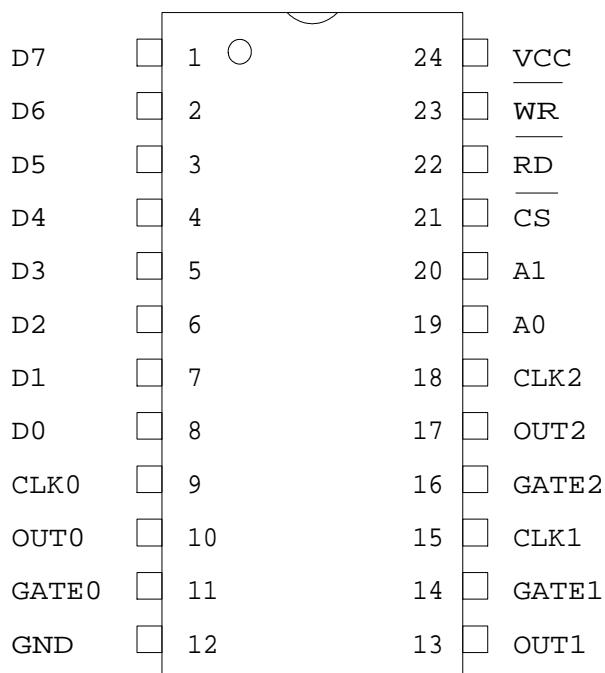 D7 1 24 VCC
D6 2 23 WR
D5 3 22 RD
D4 4 21 CS
D3 5 20 A1
D2 6 19 A0
D1 7 18 CLK2
D0 8 17 OUT2
CLK0 9 16 GATE2
OUT0 10 15 CLK1
GATE0 11 14 GATE1
GND 12 13 OUT1